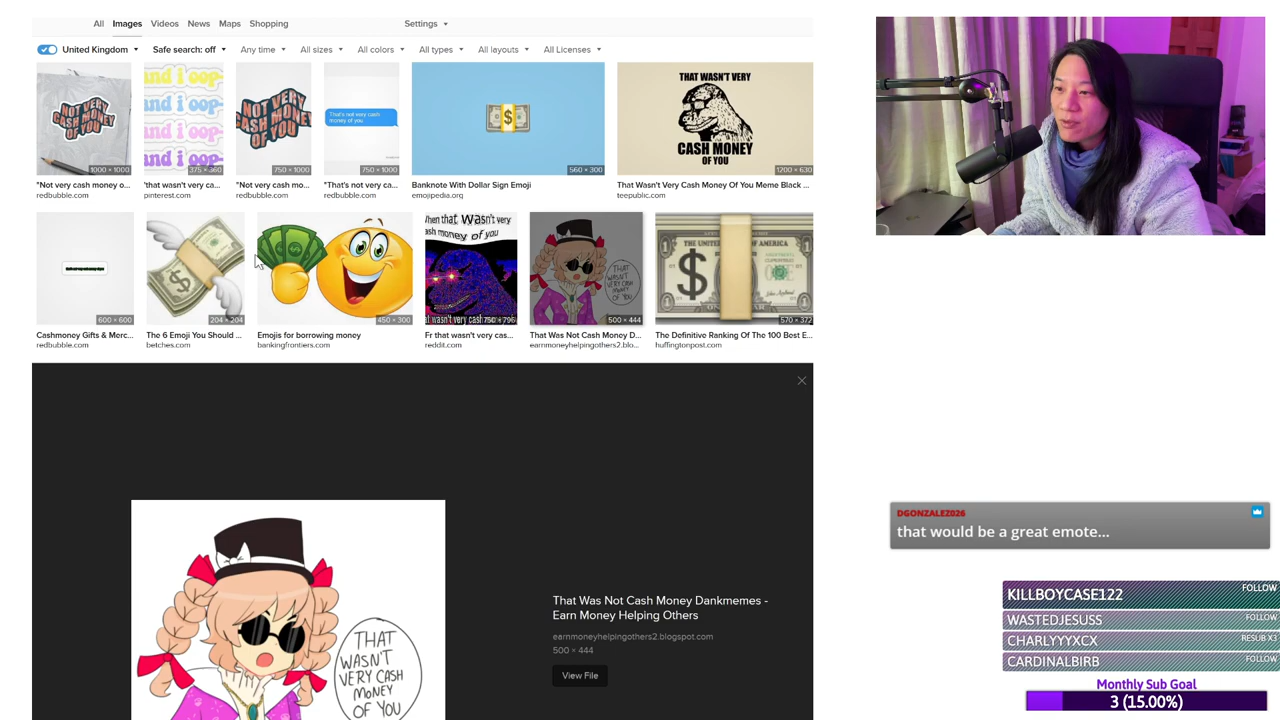 All Images Videos News Maps Shopping Settings
United Kingdom Safe search: off Any time All sizes All colors All types All layouts All Licenses
NOT VERY CASH MONEY OF YOU
and i oop-
and i oop-
and i oop-
and i oop-
NOT VERY CASH MONEY OF YOU
That's not very cash money of you.
THAT WASN'T VERY
CASH MONEY
OF YOU
1000 × 1000
375 × 360
750 × 1000
750 × 1000
560 × 300
1200 × 630
"Not very cash money o...
redbubble.com
'that wasn't very ca...
pinterest.com
"Not very cash mo...
redbubble.com
"That's not very ca...
redbubble.com
Banknote With Dollar Sign Emoji
emojipedia.org
That Wasn't Very Cash Money Of You Meme Black ...
teepublic.com
When that wasn't very
cash money of you
THAT WASN'T VERY CASH MONEY OF YOU
600 × 600
204 × 204
450 × 300
750 × 796
500 × 444
570 × 372
Cashmoney Gifts & Merc...
redbubble.com
The 6 Emoji You Should ...
betches.com
Emojis for borrowing money
bankingfrontiers.com
Fr that wasn't very cas...
reddit.com
That Was Not Cash Money D...
earnmoneyhelpingothers2.blo...
The Definitive Ranking Of The 100 Best E...
huffingtonpost.com
THAT
WASN'T
VERY CASH
MONEY
OF YOU
That Was Not Cash Money Dankmemes -
Earn Money Helping Others
earnmoneyhelpingothers2.blogspot.com
500 × 444
View File
DGONZALEZ026
that would be a great emote...
KILLBOYCASE122 FOLLOW
WASTEDJESUSS FOLLOW
CHARLYYYXCX RESUB X3
CARDINALBIRB FOLLOW
Monthly Sub Goal
3 (15.00%)